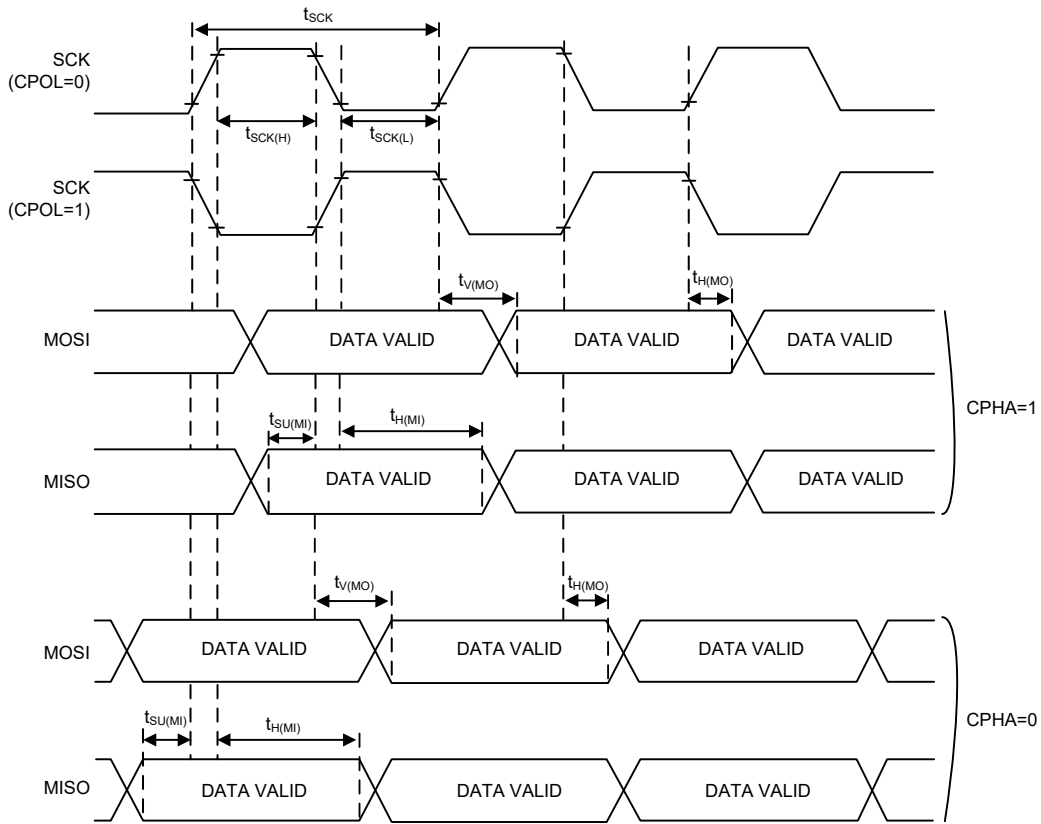 tSCK
SCK
(CPOL=0)
tSCK(H)
tSCK(L)
SCK
(CPOL=1)
tV(MO)
tH(MO)
MOSI
DATA VALID
DATA VALID
DATA VALID
CPHA=1
tSU(MI)
tH(MI)
MISO
DATA VALID
DATA VALID
DATA VALID
tV(MO)
tH(MO)
MOSI
DATA VALID
DATA VALID
DATA VALID
CPHA=0
tSU(MI)
tH(MI)
MISO
DATA VALID
DATA VALID
DATA VALID